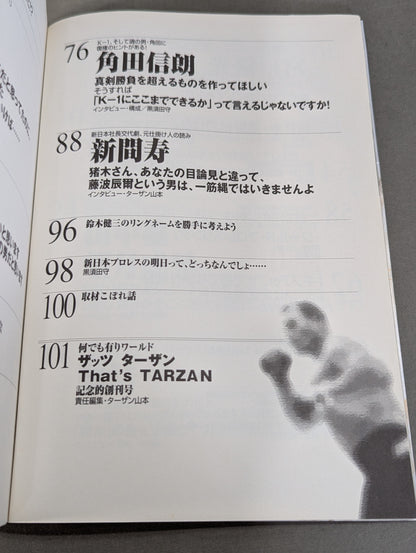 76
K-1、そして魂の男・角田に
復権のヒントがある!
角田信朗
真剣勝負を超えるものを作ってほしい
そうすれば
「K-1にここまでできるか」って言えるじゃないですか!
インタビュー・構成/黒須田守
88
新日本社長交代劇、元仕掛け人の読み
新間寿
猪木さん、あなたの目論見と違って、
藤波辰爾という男は、一筋縄ではいきませんよ
インタビュー・ターザン山本
96
鈴木健三のリングネームを勝手に考えよう
98
新日本プロレスの明日って、どっちなんでしょ……
黒須田守
100
取材こぼれ話
101
何でも有りワールド
ザッツ ターザン
That's TARZAN
記念的創刊号
責任編集・ターザン山本